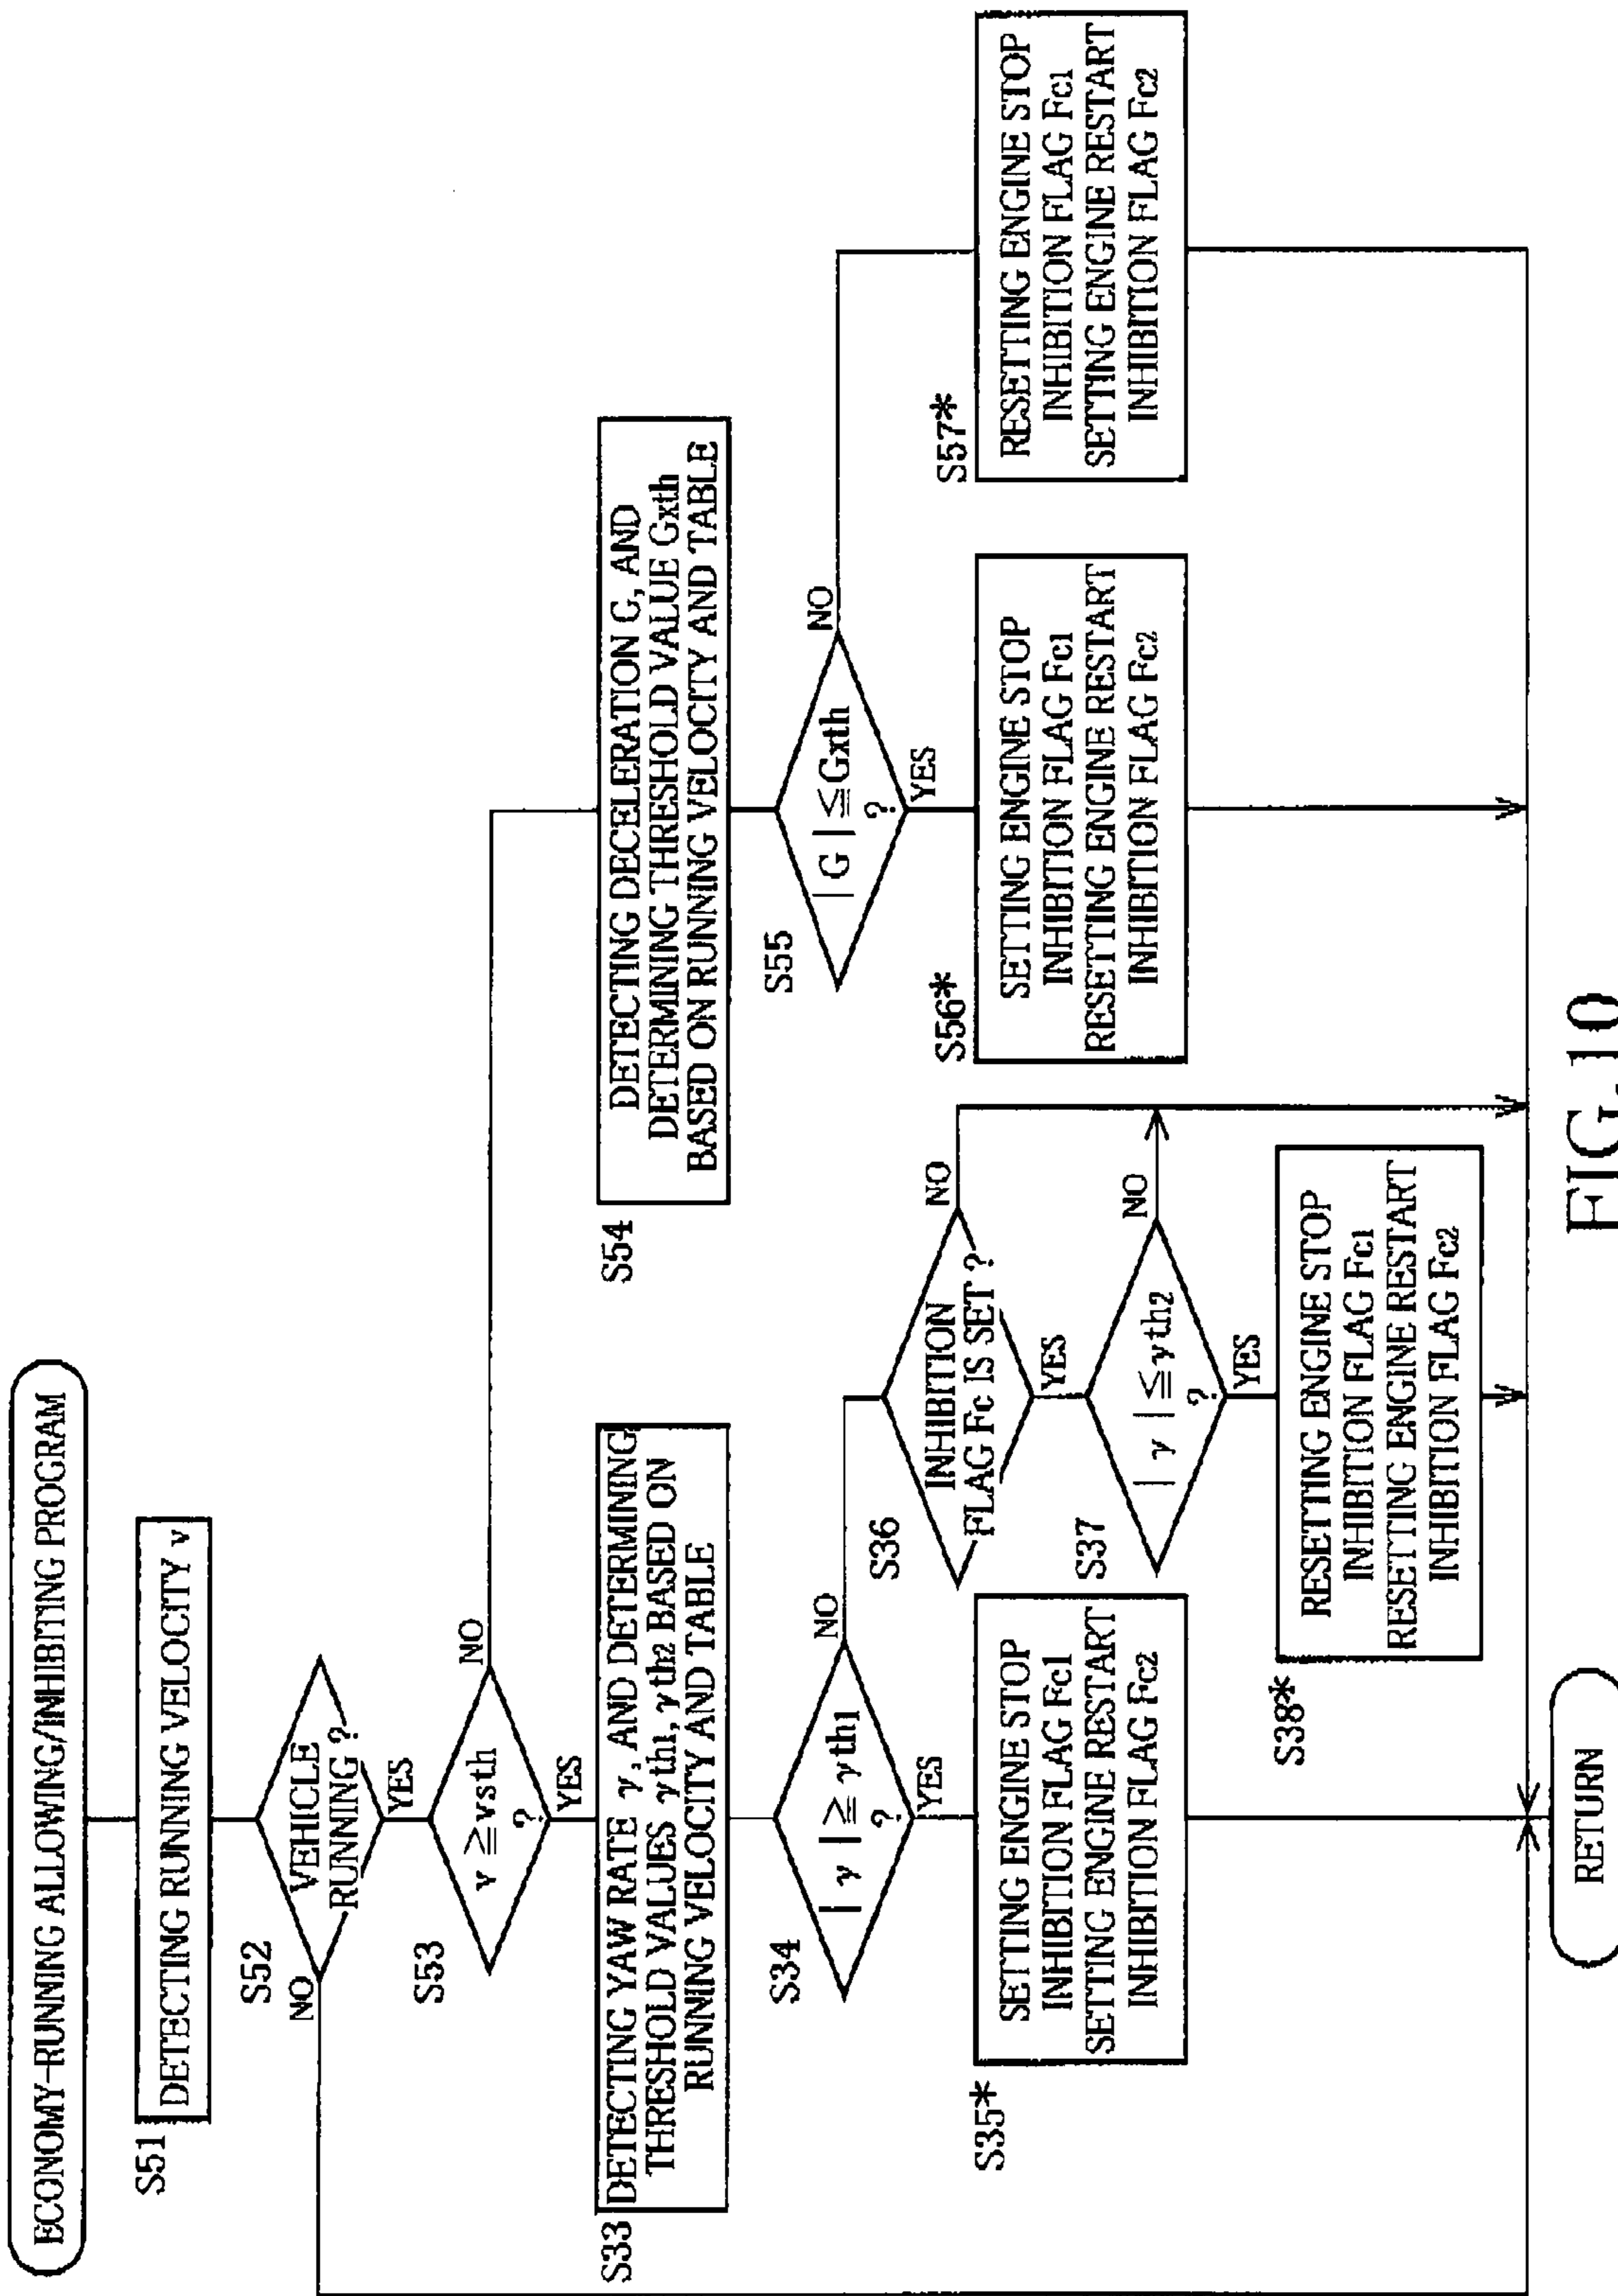 ECONOMY-RUNNING ALLOWING/INHIBITING PROGRAM
S51
DETECTING RUNNING VELOCITY v
S52
VEHICLE
RUNNING ?
NO
YES
S53
v ≧ vsth
?
NO
YES
S33
DETECTING YAW RATE γ, AND DETERMINING
THRESHOLD VALUES γth1, γth2 BASED ON
RUNNING VELOCITY AND TABLE
S54
DETECTING DECELERATION G, AND
DETERMINING THRESHOLD VALUE Gxth
BASED ON RUNNING VELOCITY AND TABLE
S34
| γ | ≧ γth1
?
NO
YES
S36
INHIBITION
FLAG Fc IS SET ?
NO
YES
S55
| G | ≦ Gxth
?
NO
YES
S35*
SETTING ENGINE STOP
INHIBITION FLAG Fc1
SETTING ENGINE RESTART
INHIBITION FLAG Fc2
S37
| γ | ≦ γth2
?
NO
YES
S38*
RESETTING ENGINE STOP
INHIBITION FLAG Fc1
RESETTING ENGINE RESTART
INHIBITION FLAG Fc2
S56*
SETTING ENGINE STOP
INHIBITION FLAG Fc1
RESETTING ENGINE RESTART
INHIBITION FLAG Fc2
S57*
RESETTING ENGINE STOP
INHIBITION FLAG Fc1
SETTING ENGINE RESTART
INHIBITION FLAG Fc2
RETURN
FIG.10